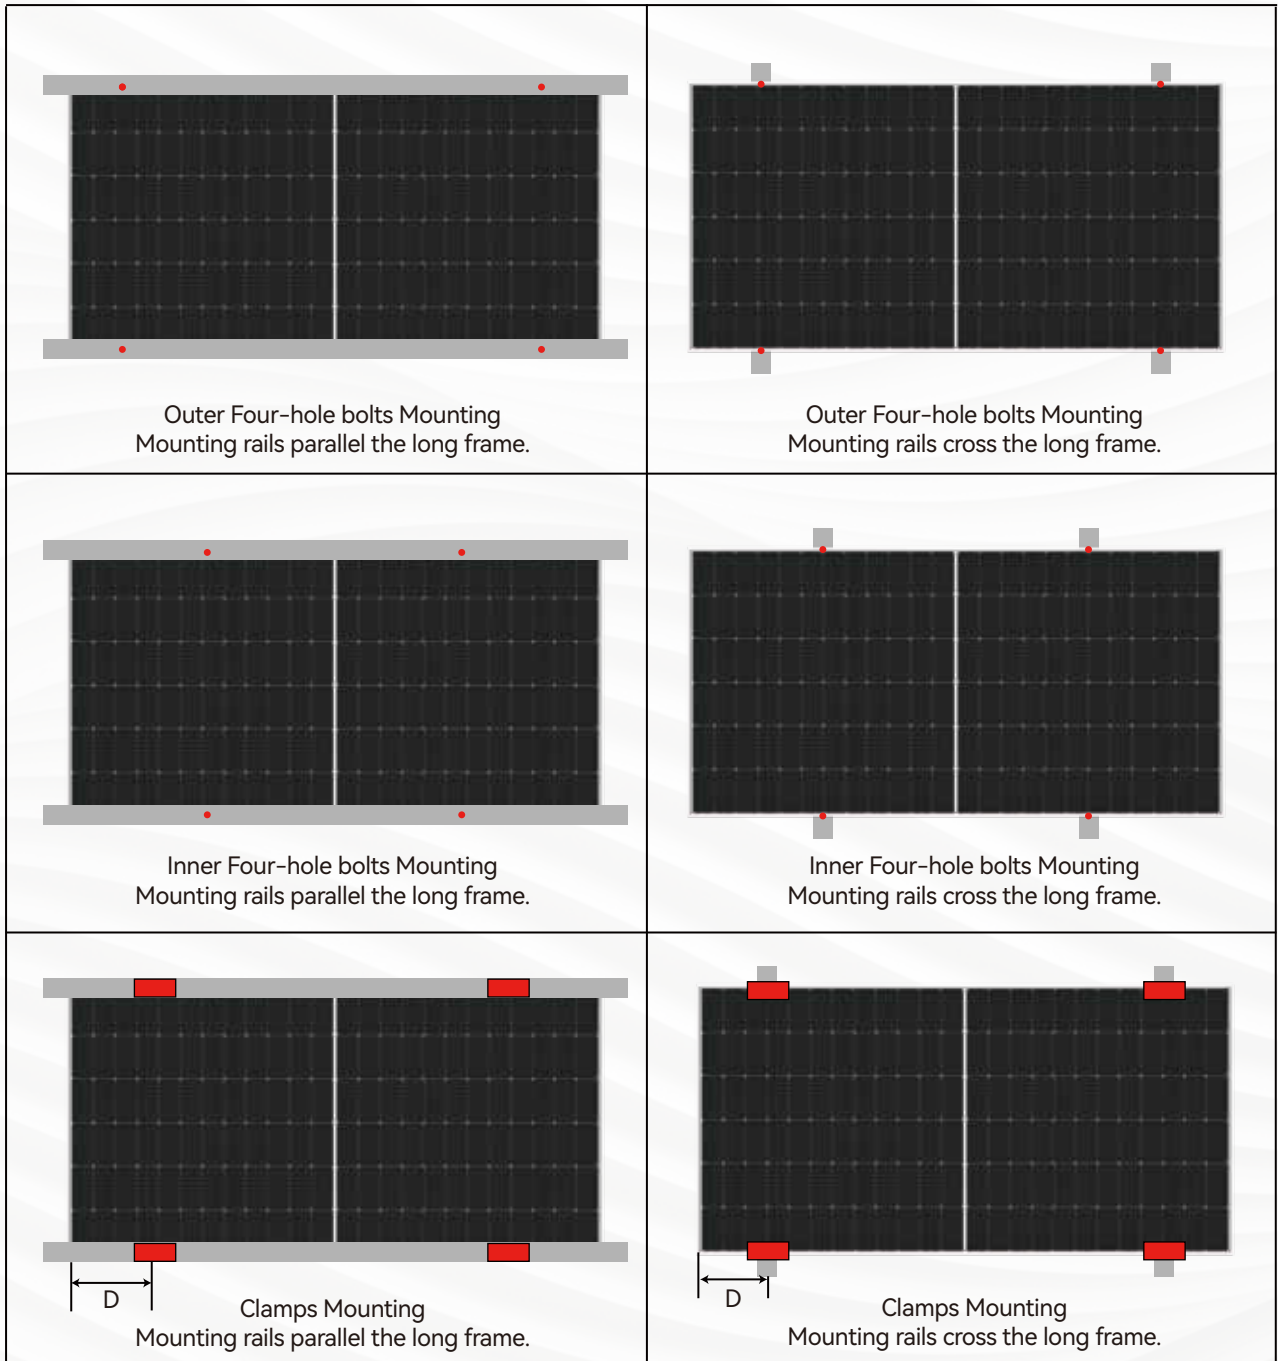 Outer Four-hole bolts Mounting
Mounting rails parallel the long frame.
Outer Four-hole bolts Mounting
Mounting rails cross the long frame.
Inner Four-hole bolts Mounting
Mounting rails parallel the long frame.
Inner Four-hole bolts Mounting
Mounting rails cross the long frame.
D
Clamps Mounting
Mounting rails parallel the long frame.
D
Clamps Mounting
Mounting rails cross the long frame.